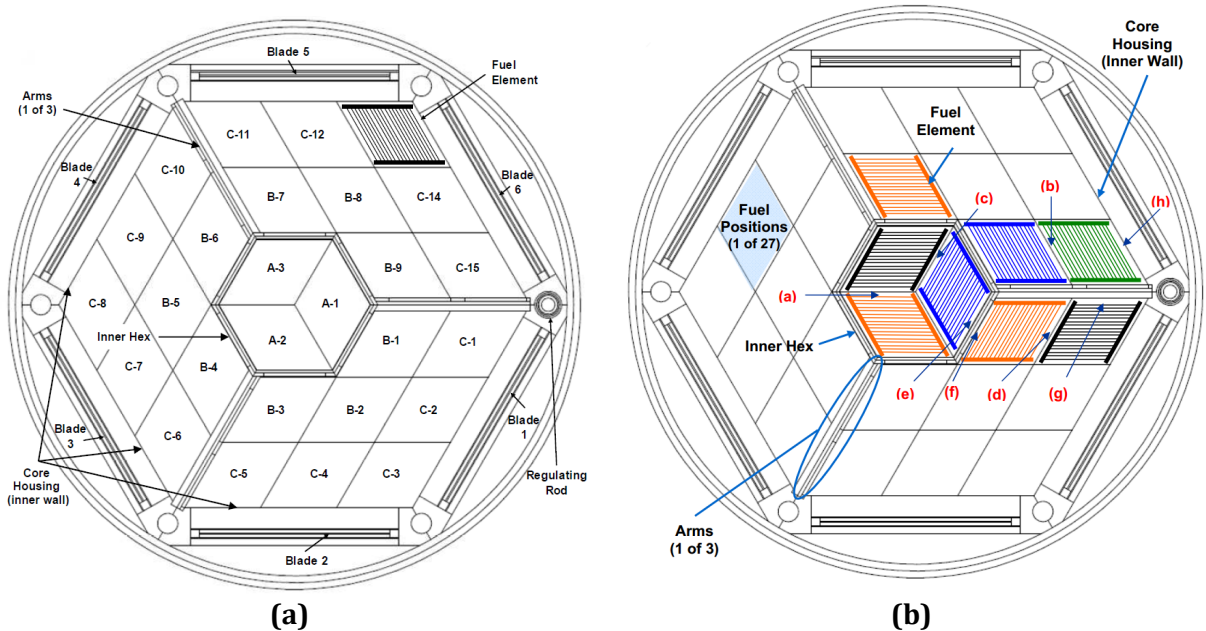 Blade 5
Fuel
Element
Arms
(1 of 3)
C-11
C-12
C-10
Blade
4
Blade
6
B-7
B-8
C-14
C-9
B-6
A-3
B-9
C-15
C-8
B-5
A-1
Inner Hex
A-2
B-1
C-1
C-7
B-4
B-3
B-2
C-2
Blade
3
C-6
Blade
1
C-5
C-4
C-3
Core
Housing
(inner wall)
Regulating
Rod
Blade 2
(a)
Core
Housing
(Inner Wall)
Fuel
Element
(c)
(b)
(h)
Fuel
Positions
(1 of 27)
(a)
Inner Hex
(e)
(f)
(d)
(g)
Arms
(1 of 3)
(b)